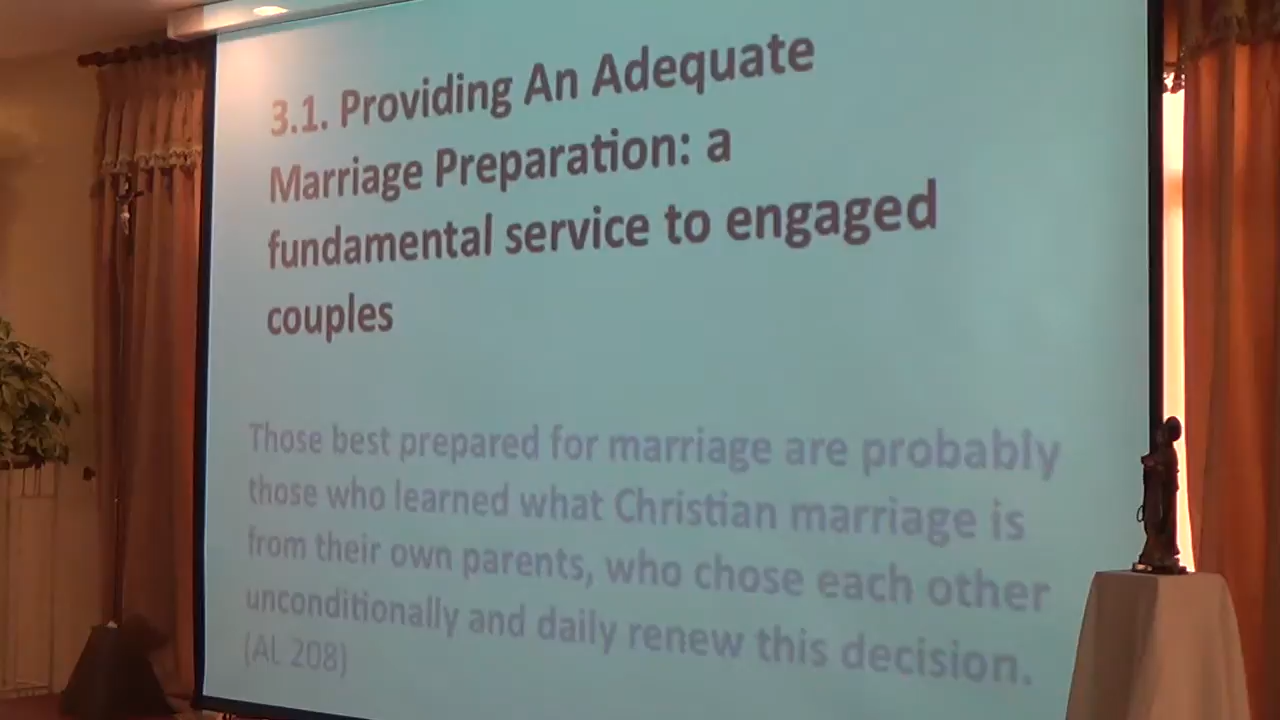 3.1. Providing An Adequate
Marriage Preparation: a
fundamental service to engaged
couples
Those best prepared for marriage are probably
those who learned what Christian marriage is
from their own parents, who chose each other
unconditionally and daily renew this decision.
(AL 208)